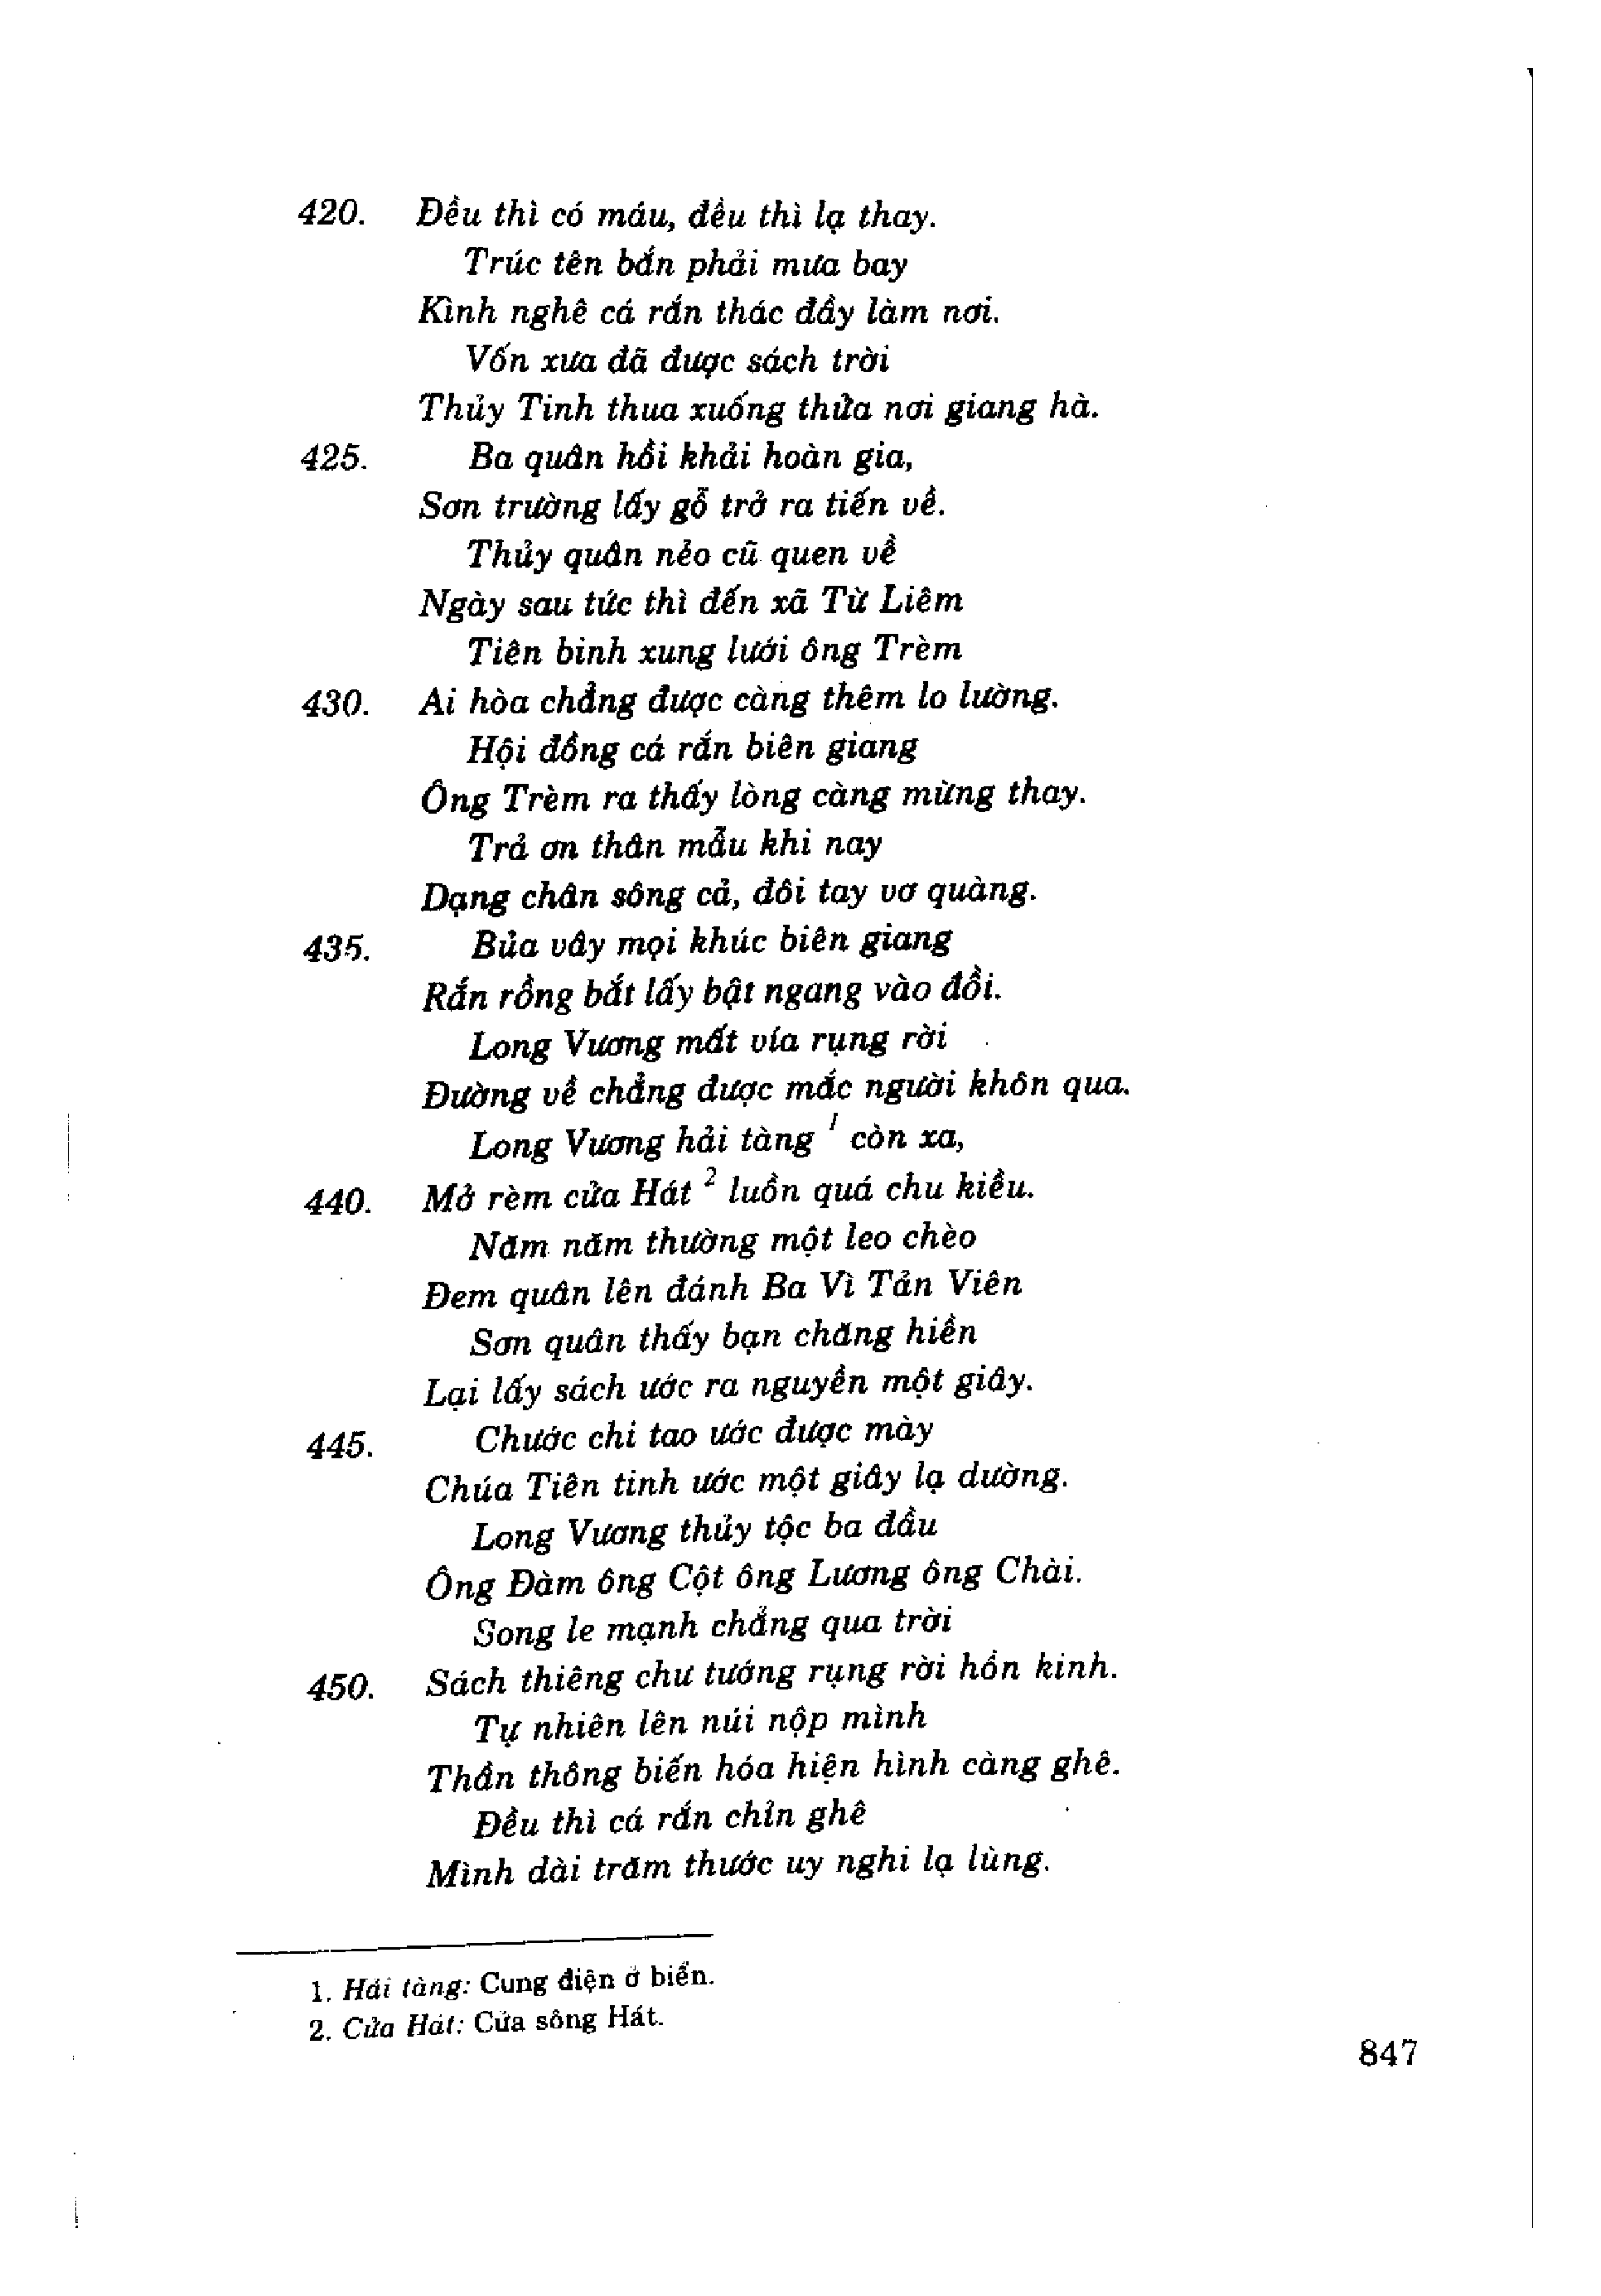 420. Đều thì có máu, đều thì lạ thay.
Trúc tên bắn phải mưa bay
Kình nghê cá rắn thác đầy làm nơi.
Vốn xưa đã được sách trời
Thủy Tinh thua xuống thửa nơi giang hà.
425. Ba quân hồi khải hoàn gia,
Sơn trường lấy gỗ trở ra tiến về.
Thủy quân nẻo cũ quen về
Ngày sau tức thì đến xã Từ Liêm
Tiên binh xung lưới ông Trèm
430. Ai hòa chẳng được càng thêm lo lường.
Hội đồng cá rắn biên giang
Ông Trèm ra thấy lòng càng mừng thay.
Trả ơn thân mẫu khi nay
Dạng chân sông cả, đôi tay vơ quàng.
435. Bủa vây mọi khúc biên giang
Rắn rồng bắt lấy bật ngang vào đồi.
Long Vương mất vía rụng rời
Đường về chẳng được mắc người khôn qua.
Long Vương hải tàng 1 còn xa,
440. Mở rèm cửa Hát 2 luồn quá chu kiều.
Năm năm thường một leo chèo
Đem quân lên đánh Ba Vì Tản Viên
Sơn quân thấy bạn chăng hiền
Lại lấy sách ước ra nguyền một giây.
445. Chước chi tao ước được mày
Chúa Tiên tinh ước một giây lạ dường.
Long Vương thủy tộc ba đầu
Ông Đàm ông Cột ông Lương ông Chài.
Song le mạnh chẳng qua trời
450. Sách thiêng chư tướng rụng rời hồn kinh.
Tự nhiên lên núi nộp mình
Thần thông biến hóa hiện hình càng ghê.
Đều thì cá rắn chỉn ghê
Mình dài trăm thước uy nghi lạ lùng.
1. Hải tàng: Cung điện ở biển.
2. Cửa Hát: Cửa sông Hát.
847